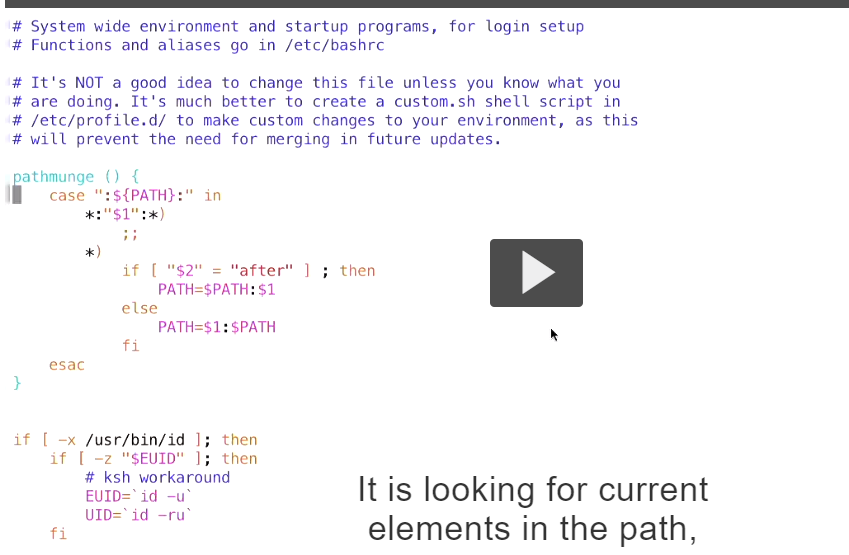 # System wide environment and startup programs, for login setup
# Functions and aliases go in /etc/bashrc

# It's NOT a good idea to change this file unless you know what you
# are doing. It's much better to create a custom.sh shell script in
# /etc/profile.d/ to make custom changes to your environment, as this
# will prevent the need for merging in future updates.

pathmunge () {
    case ":${PATH}:" in
        *:"$1":*)
            ;;
        *)
            if [ "$2" = "after" ] ; then
                PATH=$PATH:$1
            else
                PATH=$1:$PATH
            fi
    esac
}

if [ -x /usr/bin/id ]; then
    if [ -z "$EUID" ]; then
        # ksh workaround
        EUID=`id -u`
        UID=`id -ru`
    fi
It is looking for current
elements in the path,